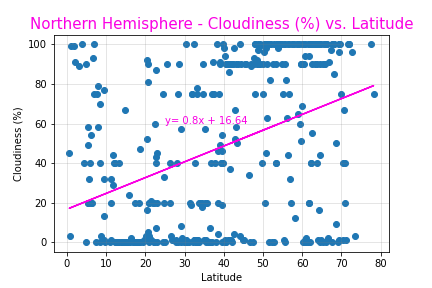 Northern Hemisphere - Cloudiness (%) vs. Latitude
100
80
60
40
20
0
Cloudiness (%)
y= 0.8x + 16.64
0 10 20 30 40 50 60 70 80
Latitude